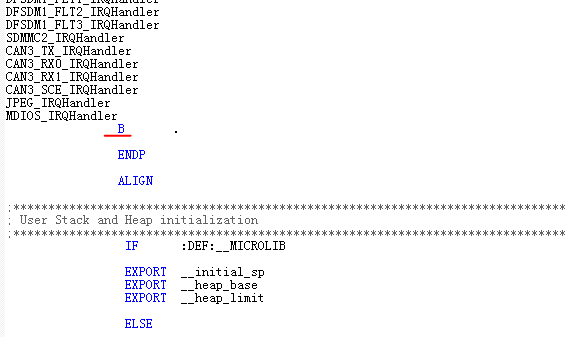 DFSDM1_FLT1_IRQHandler
DFSDM1_FLT2_IRQHandler
DFSDM1_FLT3_IRQHandler
SDMMC2_IRQHandler
CAN3_TX_IRQHandler
CAN3_RX0_IRQHandler
CAN3_RX1_IRQHandler
CAN3_SCE_IRQHandler
JPEG_IRQHandler
MDIOS_IRQHandler
B .
ENDP
ALIGN
;*******************************************************************************
; User Stack and Heap initialization
;*******************************************************************************
IF :DEF:__MICROLIB
EXPORT __initial_sp
EXPORT __heap_base
EXPORT __heap_limit
ELSE